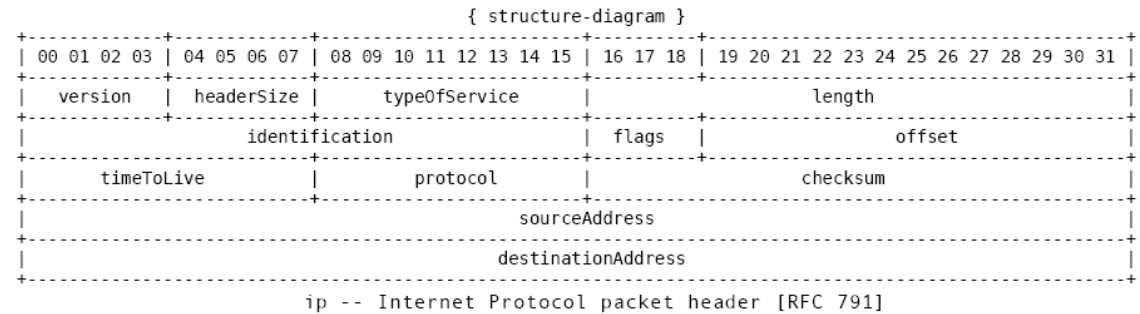 { structure-diagram }
00 01 02 03 | 04 05 06 07 | 08 09 10 11 12 13 14 15 | 16 17 18 | 19 20 21 22 23 24 25 26 27 28 29 30 31
version | headerSize | typeOfService | length
identification | flags | offset
timeToLive | protocol | checksum
sourceAddress
destinationAddress
ip -- Internet Protocol packet header [RFC 791]